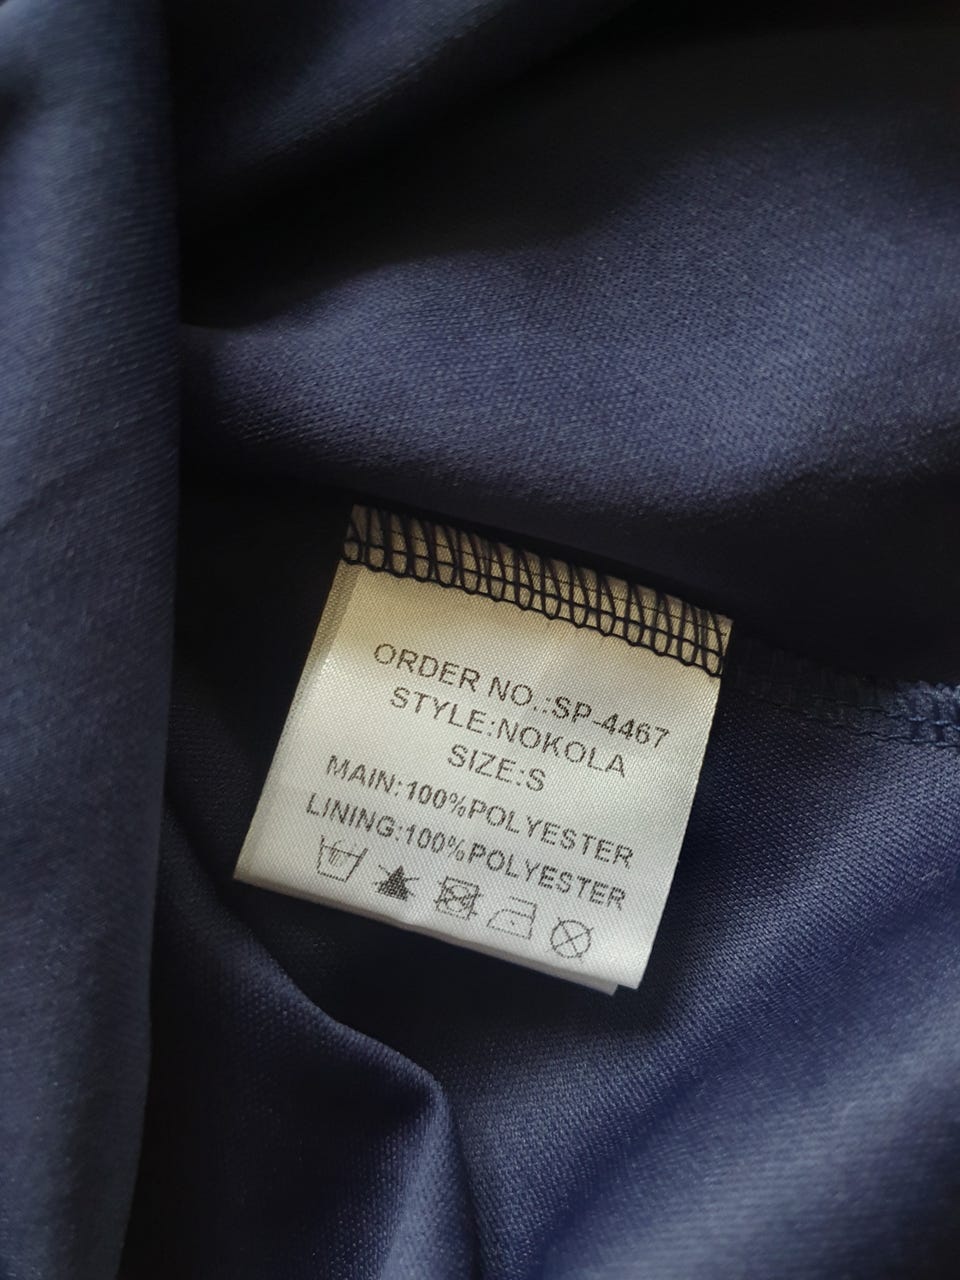 ORDER NO.:SP-4467
STYLE:NOKOLA
SIZE:S
MAIN:100%POLYESTER
LINING:100%POLYESTER